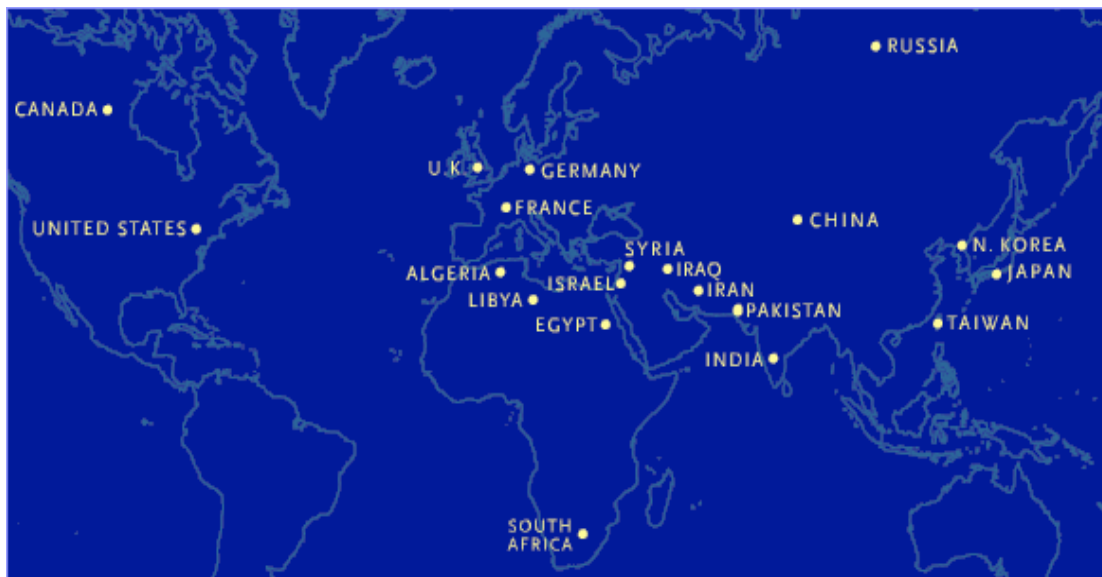 RUSSIA
CANADA
U.K
GERMANY
FRANCE
CHINA
UNITED STATES
N. KOREA
SYRIA
IRAQ
JAPAN
ALGERIA
ISRAEL
IRAN
LIBYA
PAKISTAN
EGYPT
TAIWAN
INDIA
SOUTH
AFRICA